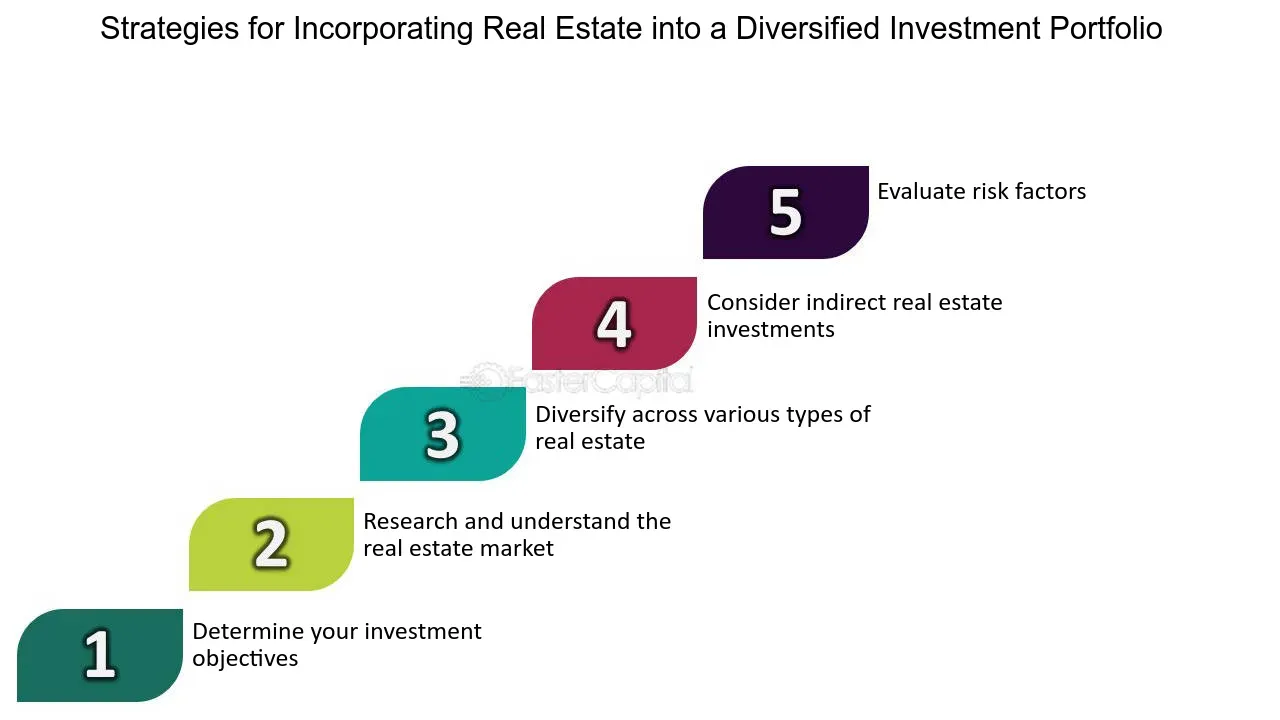 Strategies for Incorporating Real Estate into a Diversified Investment Portfolio
5
Evaluate risk factors
4
Consider indirect real estate
investments
FasterCapital
3
Diversify across various types of
real estate
2
Research and understand the
real estate market
1
Determine your investment
objectives